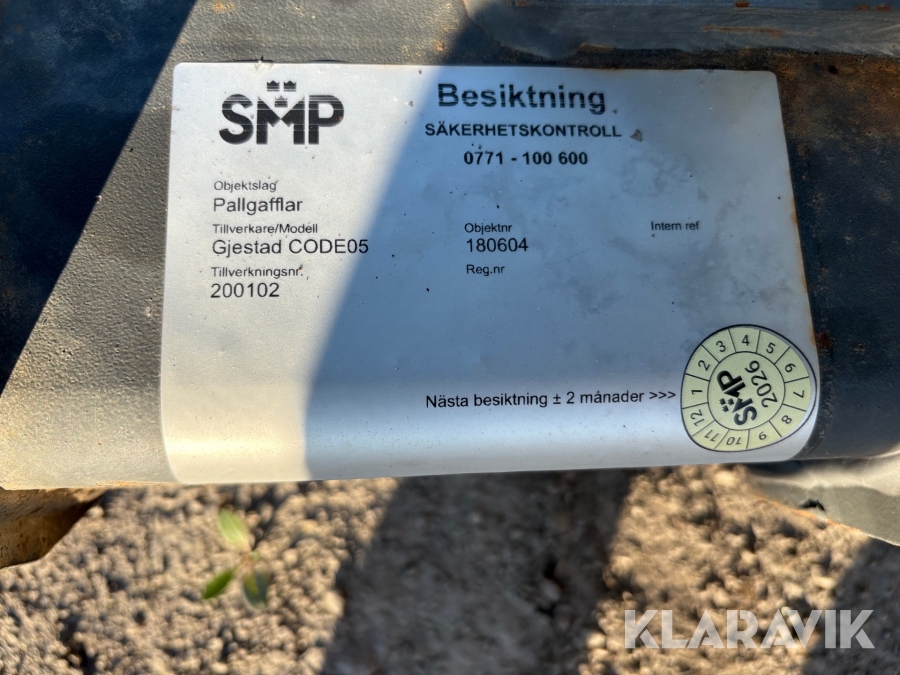 SMP
Besiktning
SÄKERHETSKONTROLL
0771 - 100 600
Objektslag
Pallgafflar
Tillverkare/Modell
Gjestad CODE05
Objektnr
180604
Intern ref
Tillverkningsnr.
200102
Reg.nr
Nästa besiktning ± 2 månader >>>
1 2 3 4 5 6 7 8 9 10 11 12
SMP
2026
KLARAVIK